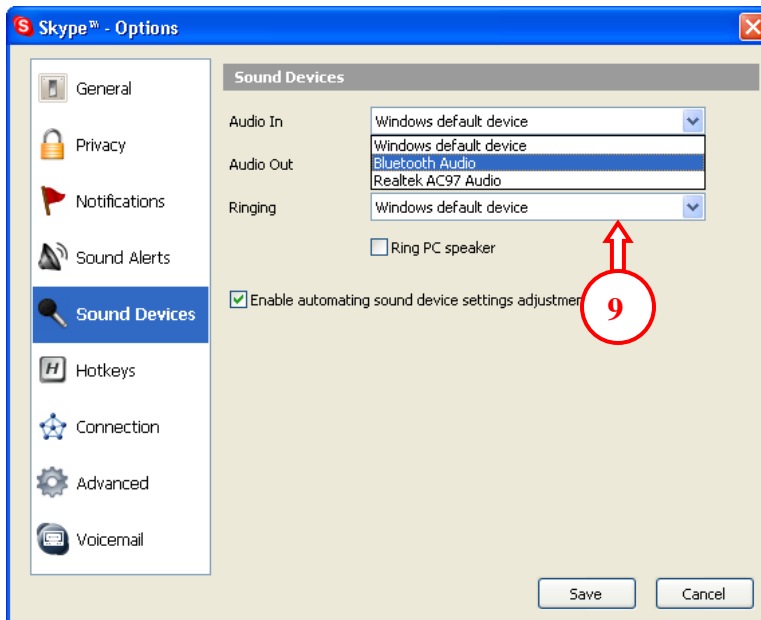 Skype™ - Options
General
Privacy
Notifications
Sound Alerts
Sound Devices
Hotkeys
Connection
Advanced
Voicemail
Sound Devices
Audio In Windows default device
Windows default device
Audio Out Bluetooth Audio
Realtek AC97 Audio
Ringing Windows default device
Ring PC speaker
Enable automating sound device settings
9
H
Save Cancel